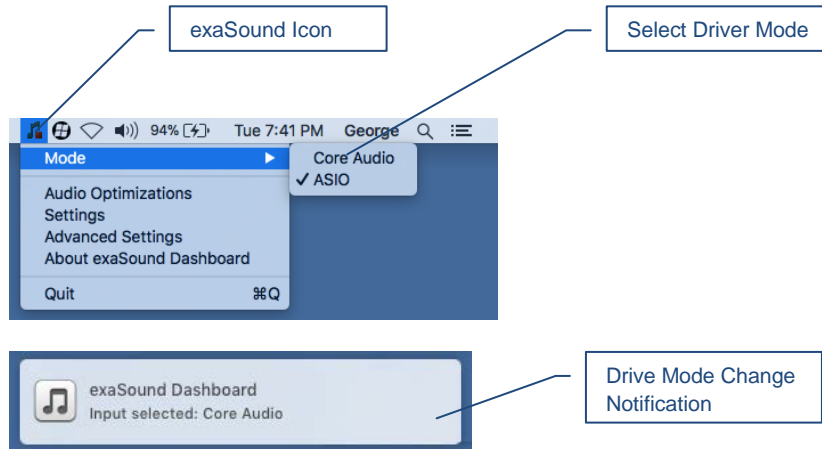 exaSound Icon
Select Driver Mode
94% Tue 7:41 PM George
Mode
Core Audio
✓ ASIO
Audio Optimizations
Settings
Advanced Settings
About exaSound Dashboard
Quit ⌘Q
exaSound Dashboard
Input selected: Core Audio
Drive Mode Change
Notification